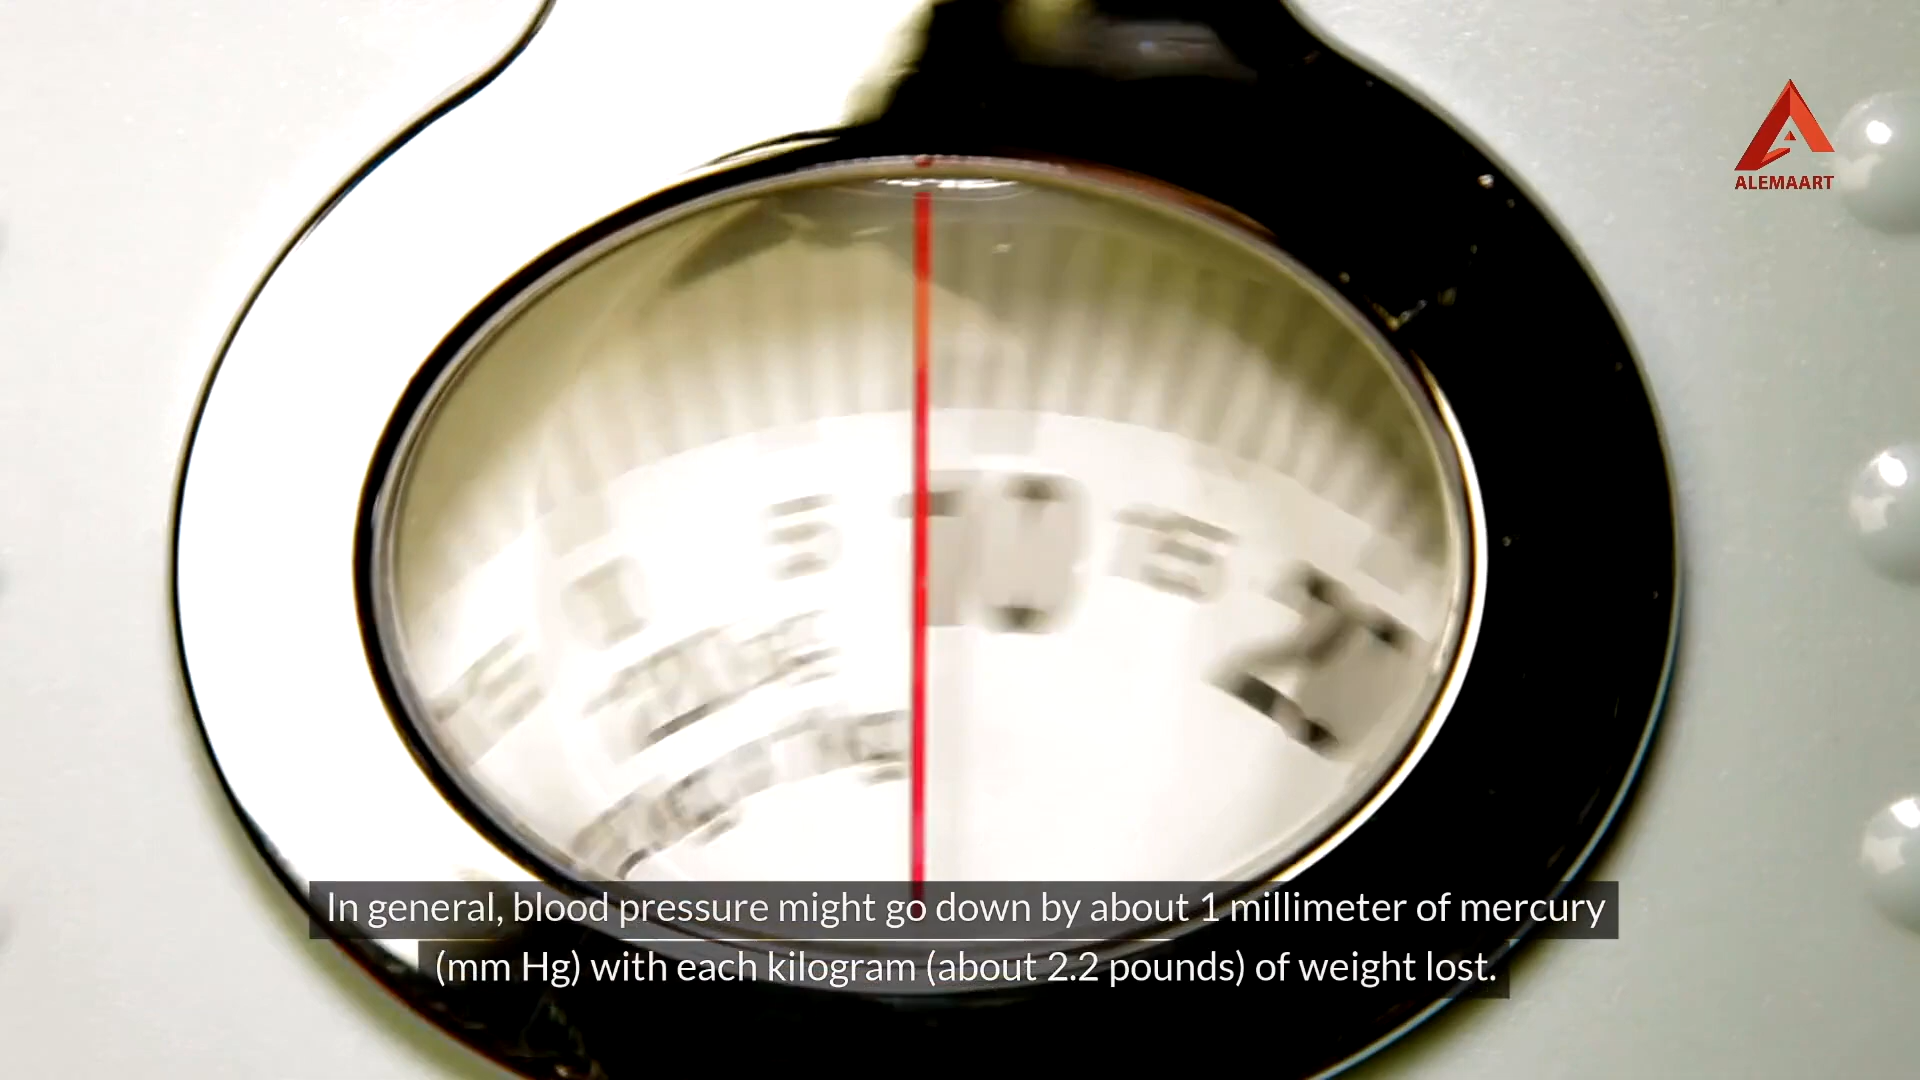 ALEMAART
In general, blood pressure might go down by about 1 millimeter of mercury
(mm Hg) with each kilogram (about 2.2 pounds) of weight lost.